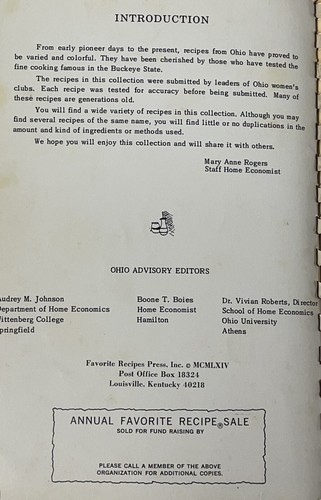 INTRODUCTION
From early pioneer days to the present, recipes from Ohio have proved to
be varied and colorful. They have been cherished by those who have tested the
fine cooking famous in the Buckeye State.
The recipes in this collection were submitted by leaders of Ohio women's
clubs. Each recipe was tested for accuracy before being submitted. Many of
these recipes are generations old.
You will find a wide variety of recipes in this collection. Although you may
find several recipes of the same name, you will find little or no duplications in the
amount and kind of ingredients or methods used.
We hope you will enjoy this collection and will share it with others.
Mary Anne Rogers
Staff Home Economist
OHIO ADVISORY EDITORS
Audrey M. Johnson Boone T. Boies Dr. Vivian Roberts, Director
Department of Home Economics Home Economist School of Home Economics
Wittenberg College Hamilton Ohio University
Springfield Athens
Favorite Recipes Press, Inc. © MCMLXIV
Post Office Box 18324
Louisville, Kentucky 40218
ANNUAL FAVORITE RECIPE® SALE
SOLD FOR FUND RAISING BY
PLEASE CALL A MEMBER OF THE ABOVE
ORGANIZATION FOR ADDITIONAL COPIES.